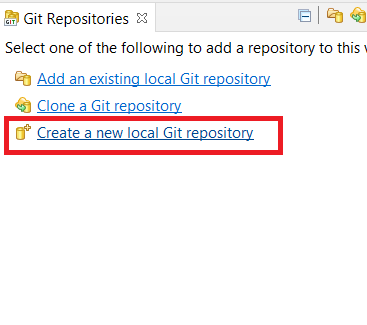 Git Repositories
Select one of the following to add a repository to this
Add an existing local Git repository
Clone a Git repository
Create a new local Git repository